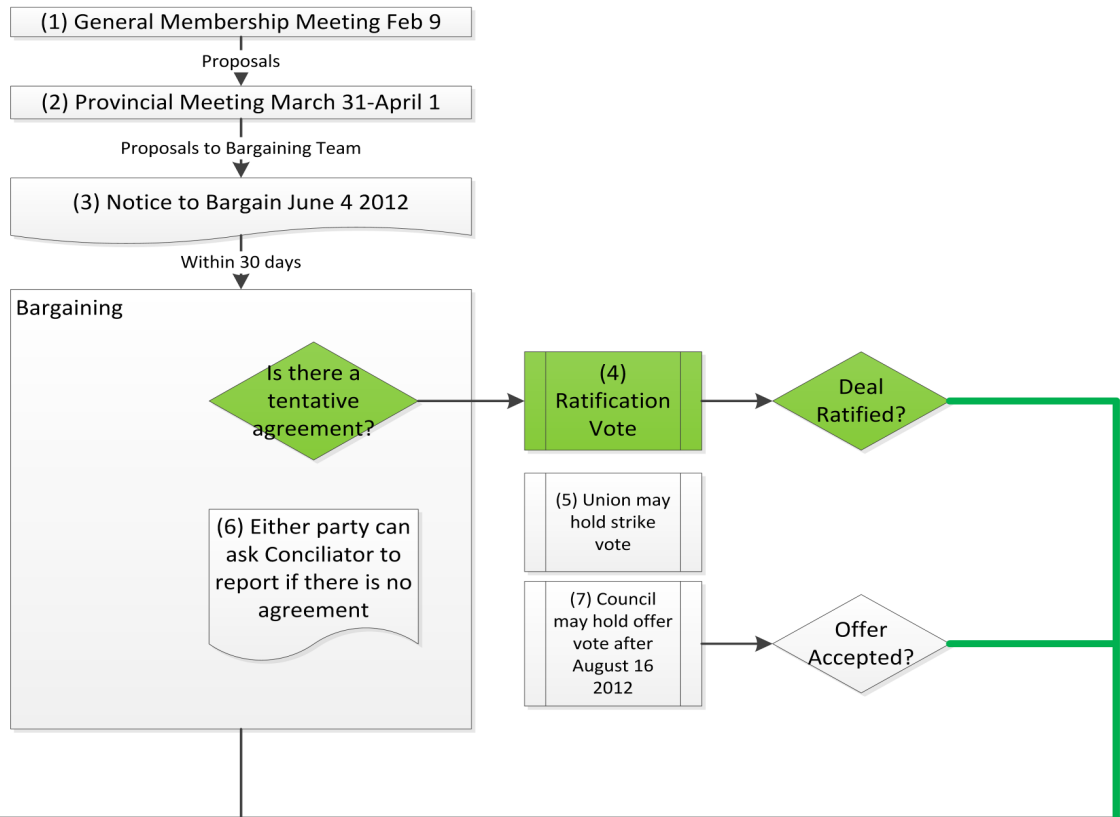 (1) General Membership Meeting Feb 9
Proposals
(2) Provincial Meeting March 31-April 1
Proposals to Bargaining Team
(3) Notice to Bargain June 4 2012
Within 30 days
Bargaining
Is there a
tentative
agreement?
(4)
Ratification
Vote
Deal
Ratified?
(5) Union may
hold strike
vote
(6) Either party can
ask Conciliator to
report if there is no
agreement
(7) Council
may hold offer
vote after
August 16
2012
Offer
Accepted?